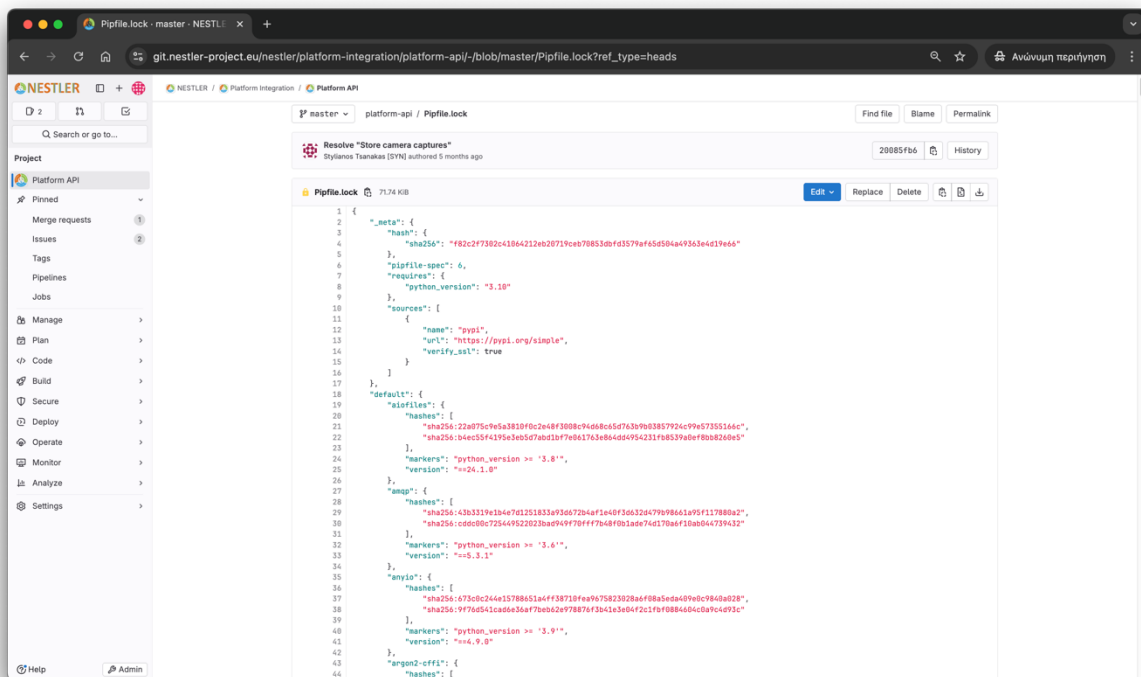 Pipfile.lock · master · NESTLE
git.nestler-project.eu/nestler/platform-integration/platform-api/-/blob/master/Pipfile.lock?ref_type=heads
Ανώνυμη περιήγηση
NESTLER
NESTLER / Platform Integration / Platform API
2
Search or go to...
Project
Platform API
Pinned
Merge requests 1
Issues 2
Tags
Pipelines
Jobs
Manage
Plan
Code
Build
Secure
Deploy
Operate
Monitor
Analyze
Settings
Help
Admin
master platform-api / Pipfile.lock Find file Blame Permalink
Resolve "Store camera captures"
Stylianos Tsanakas [SYN] authored 5 months ago
20085fb6 History
Pipfile.lock 71.74 KiB Edit Replace Delete
1 {
2 "_meta": {
3 "hash": {
4 "sha256": "f82c2f7302c41064212eb20719ceb70853dbfd3579af65d504a49363e4d19e66"
5 },
6 "pipfile-spec": 6,
7 "requires": {
8 "python_version": "3.10"
9 },
10 "sources": [
11 {
12 "name": "pypi",
13 "url": "https://pypi.org/simple",
14 "verify_ssl": true
15 }
16 ]
17 },
18 "default": {
19 "aiofiles": {
20 "hashes": [
21 "sha256:22a075c9e5a3810f0c2e48f3008c94d68c65d763b9b03857924c99e57355166c",
22 "sha256:b4ec55f4195e3eb5d7abd1bf7e061763e864dd4954231fb8539a0ef8bb8260e5"
23 ],
24 "markers": "python_version >= '3.8'",
25 "version": "==24.1.0"
26 },
27 "amqp": {
28 "hashes": [
29 "sha256:43b3319e1b4e7d1251833a93d672b4af1e40f3d632d479b98661a95f117880a2",
30 "sha256:cddc00c725449522023bad949f70fff7b48f0b1ade74d170a6f10ab044739432"
31 ],
32 "markers": "python_version >= '3.6'",
33 "version": "==5.3.1"
34 },
35 "anyio": {
36 "hashes": [
37 "sha256:673c0c244e15788651a4ff38710fea9675823028a6f08a5eda409e0c9840a028",
38 "sha256:9f76d541cad6e36af7beb62e978876f3b41e3e04f2c1fbf0884604c0a9c4d93c"
39 ],
40 "markers": "python_version >= '3.9'",
41 "version": "==4.9.0"
42 },
43 "argon2-cffi": {
44 "hashes": [